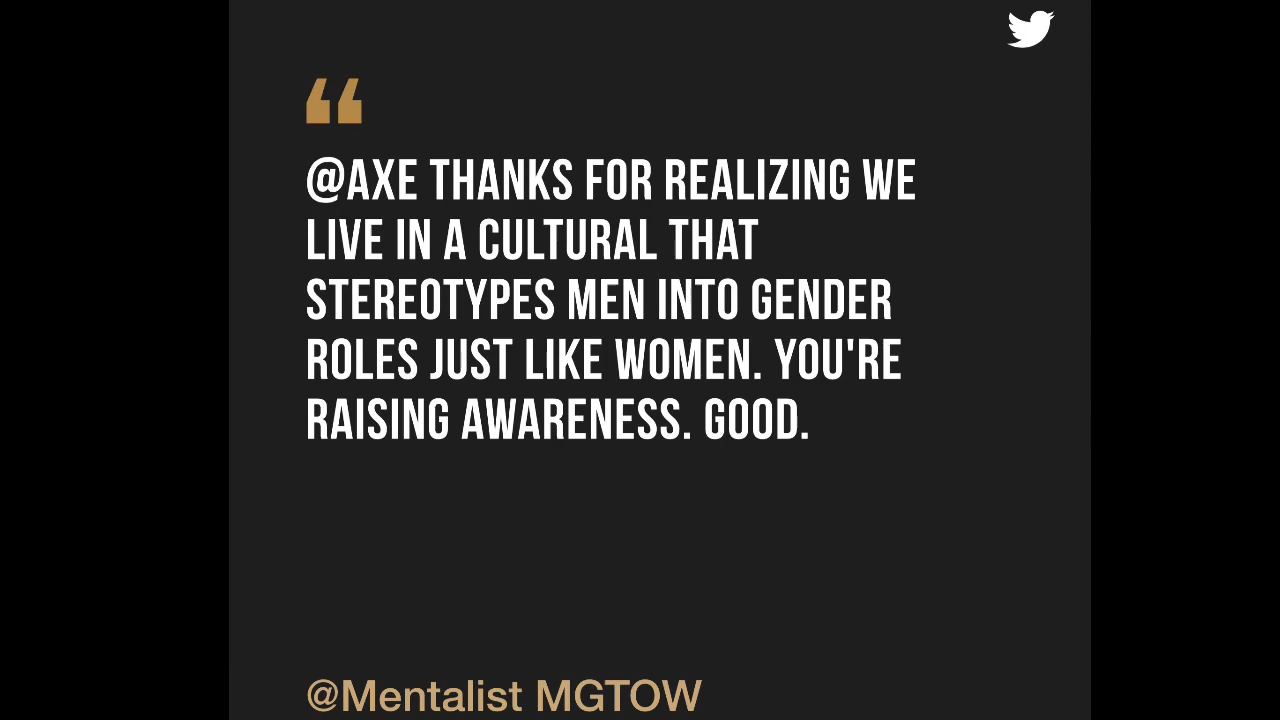 “
@AXE THANKS FOR REALIZING WE
LIVE IN A CULTURAL THAT
STEREOTYPES MEN INTO GENDER
ROLES JUST LIKE WOMEN. YOU'RE
RAISING AWARENESS. GOOD.
@Mentalist MGTOW